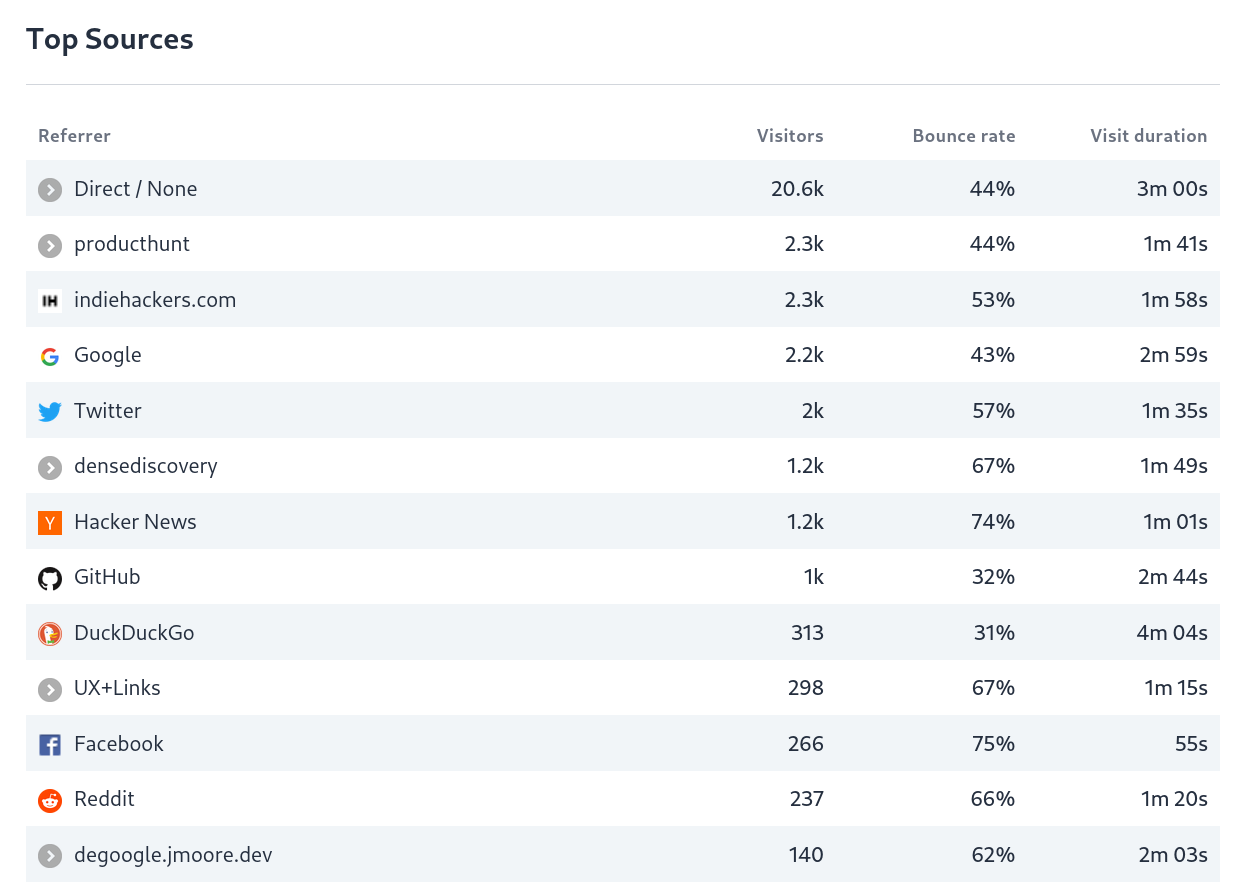 Top Sources
Referrer Visitors Bounce rate Visit duration
Direct / None 20.6k 44% 3m 00s
producthunt 2.3k 44% 1m 41s
IH indiehackers.com 2.3k 53% 1m 58s
Google 2.2k 43% 2m 59s
Twitter 2k 57% 1m 35s
densediscovery 1.2k 67% 1m 49s
Y Hacker News 1.2k 74% 1m 01s
GitHub 1k 32% 2m 44s
DuckDuckGo 313 31% 4m 04s
UX+Links 298 67% 1m 15s
Facebook 266 75% 55s
Reddit 237 66% 1m 20s
degoogle.jmoore.dev 140 62% 2m 03s